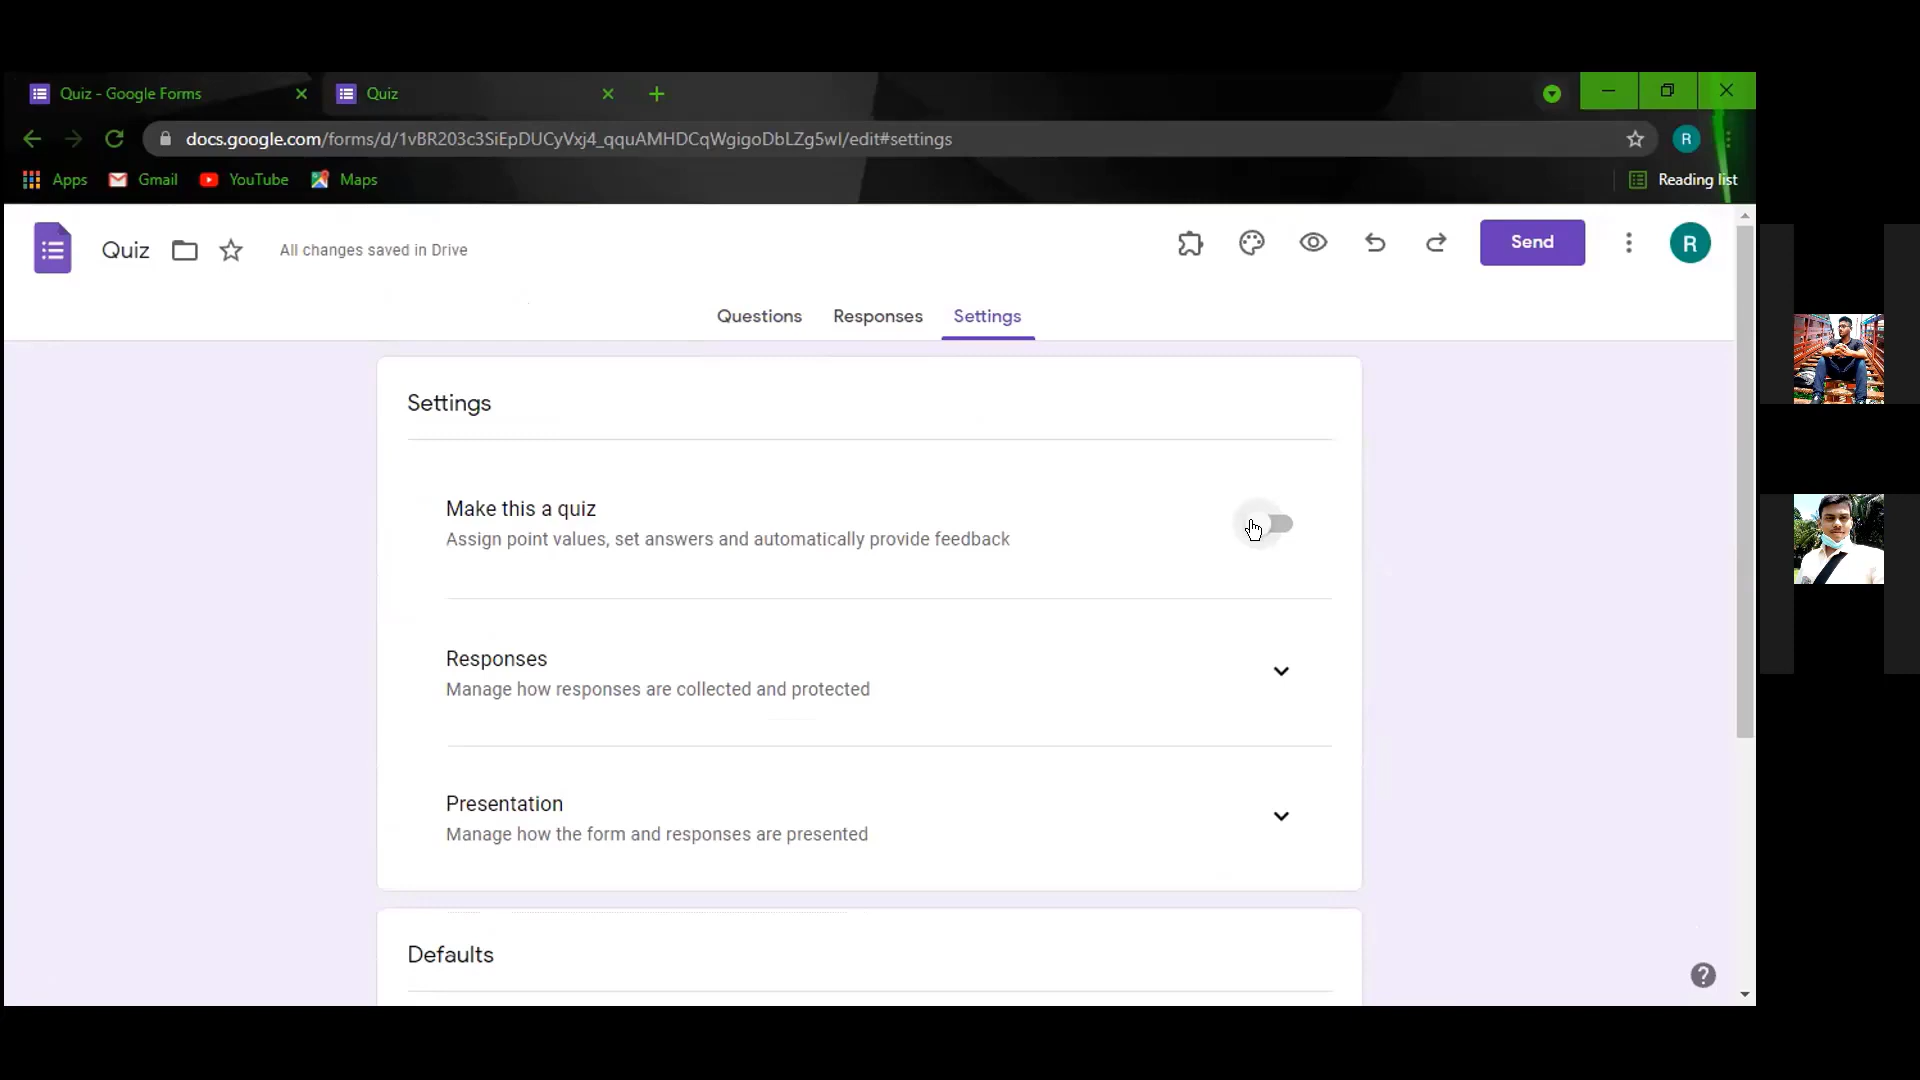 Quiz - Google Forms
Quiz
docs.google.com/forms/d/1vBR203c3SiEpDUCyVxj4_qquAMHDCqWgigoDbLZg5wI/edit#settings
R
Apps
Gmail
YouTube
Maps
Reading list
Quiz
All changes saved in Drive
Send
R
Questions
Responses
Settings
Settings
Make this a quiz
Assign point values, set answers and automatically provide feedback
Responses
Manage how responses are collected and protected
Presentation
Manage how the form and responses are presented
Defaults